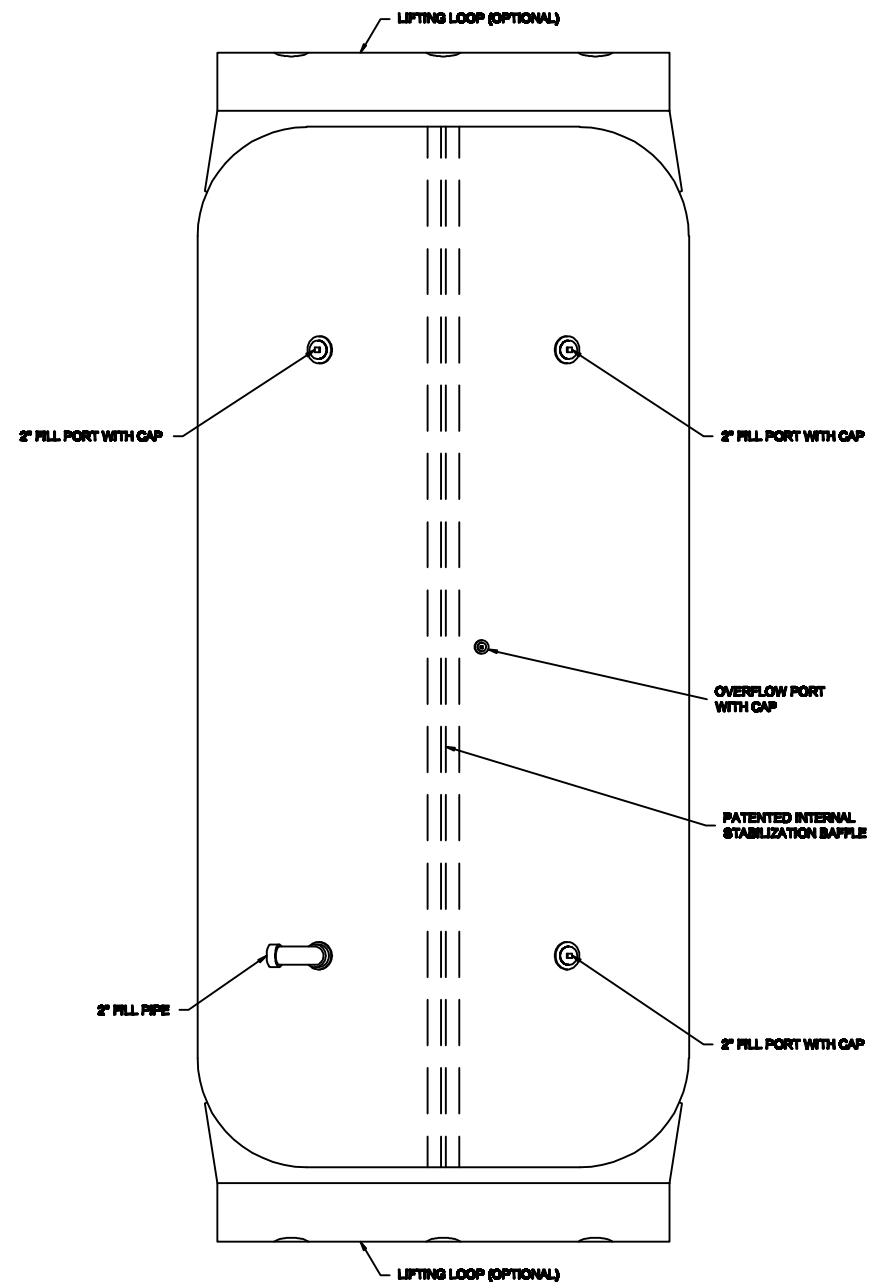 LIFTING LOOP (OPTIONAL)
2" FILL PORT WITH CAP
2" FILL PORT WITH CAP
OVERFLOW PORT
WITH CAP
PATENTED INTERNAL
STABILIZATION BAFFLE
2" FILL PIPE
2" FILL PORT WITH CAP
LIFTING LOOP (OPTIONAL)